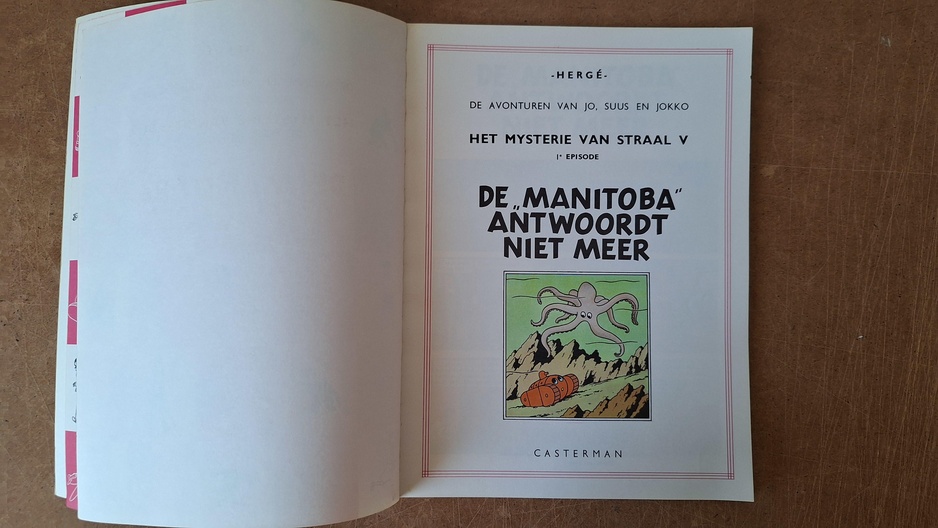 -HERGÉ-
DE AVONTUREN VAN JO, SUUS EN JOKKO
HET MYSTERIE VAN STRAAL V
1e EPISODE
DE „MANITOBA“
ANTWOORDT
NIET MEER
CASTERMAN